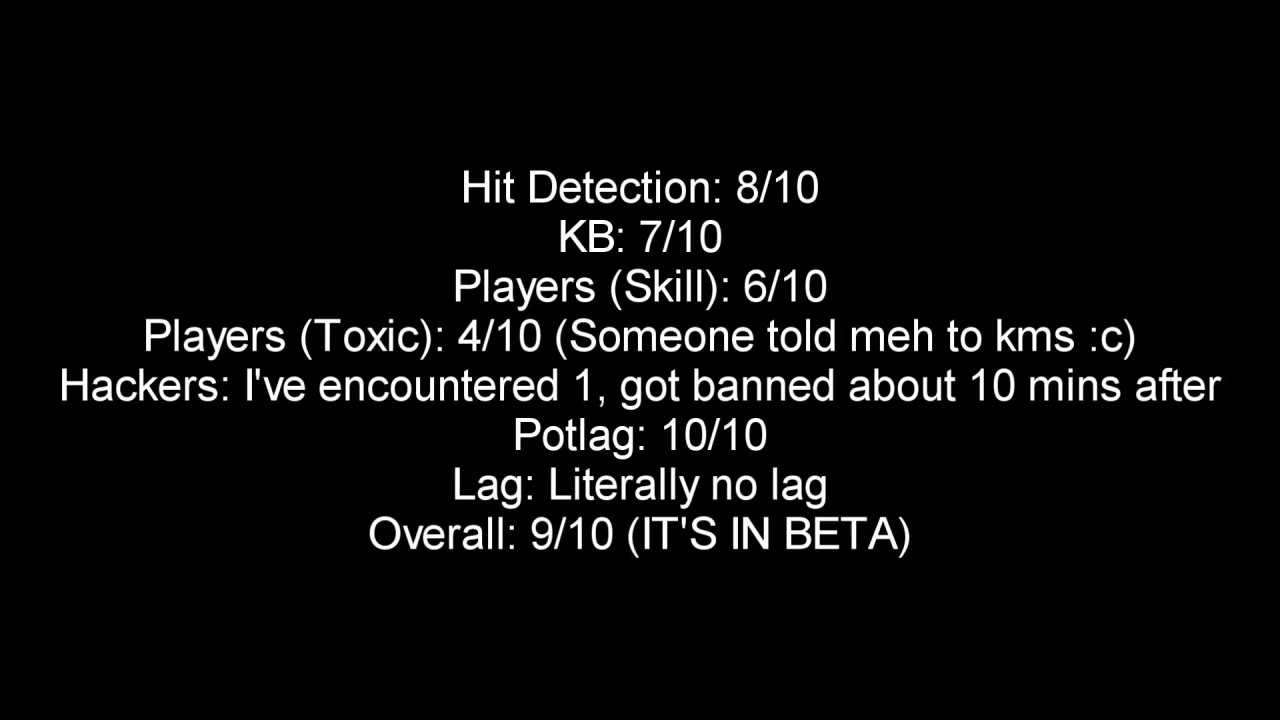 Hit Detection: 8/10
KB: 7/10
Players (Skill): 6/10
Players (Toxic): 4/10 (Someone told meh to kms :c)
Hackers: I've encountered 1, got banned about 10 mins after
Potlag: 10/10
Lag: Literally no lag
Overall: 9/10 (IT'S IN BETA)